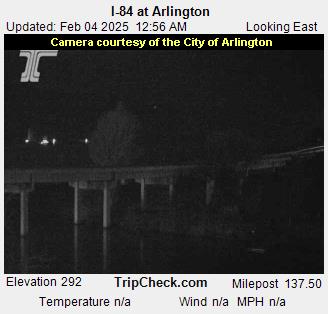 I-84 at Arlington
Updated: Feb 04 2025 12:56 AM Looking East
Camera courtesy of the City of Arlington
Elevation 292 TripCheck.com Milepost 137.50
Temperature n/a Wind n/a MPH n/a